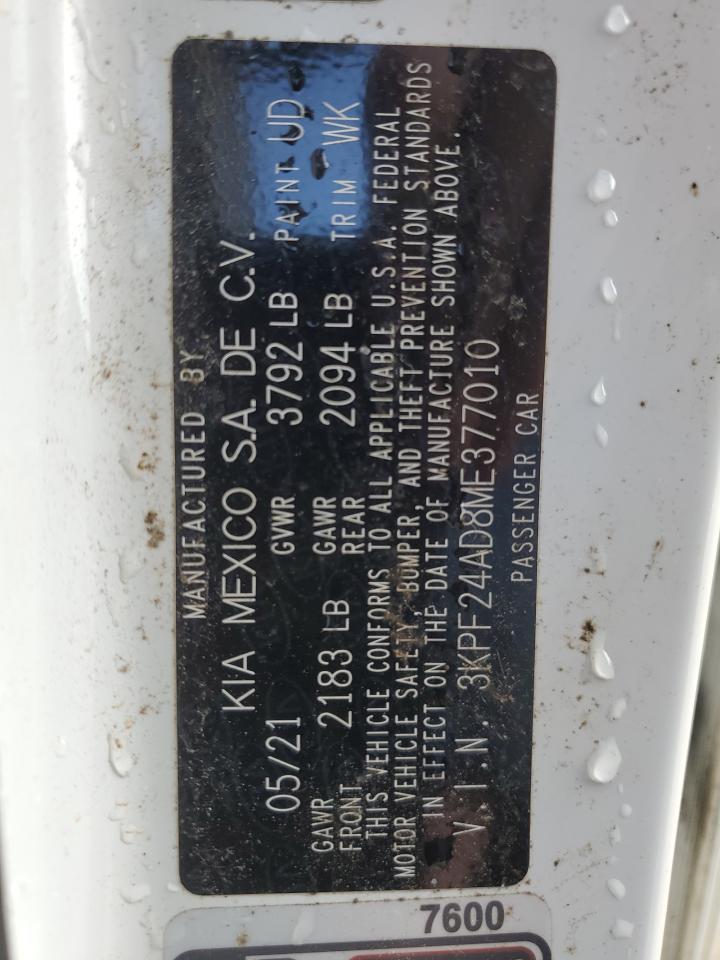 MANUFACTURED BY
KIA MEXICO S.A. DE C.V.
05/21 GVWR 3792 LB PAINT UD
GAWR FRONT 2183 LB GAWR REAR 2094 LB TRIM WK
THIS VEHICLE CONFORMS TO ALL APPLICABLE U.S.A. FEDERAL
MOTOR VEHICLE SAFETY, BUMPER, AND THEFT PREVENTION STANDARDS
IN EFFECT ON THE DATE OF MANUFACTURE SHOWN ABOVE.
V.I.N. 3KPF24AD8ME377010
PASSENGER CAR
7600